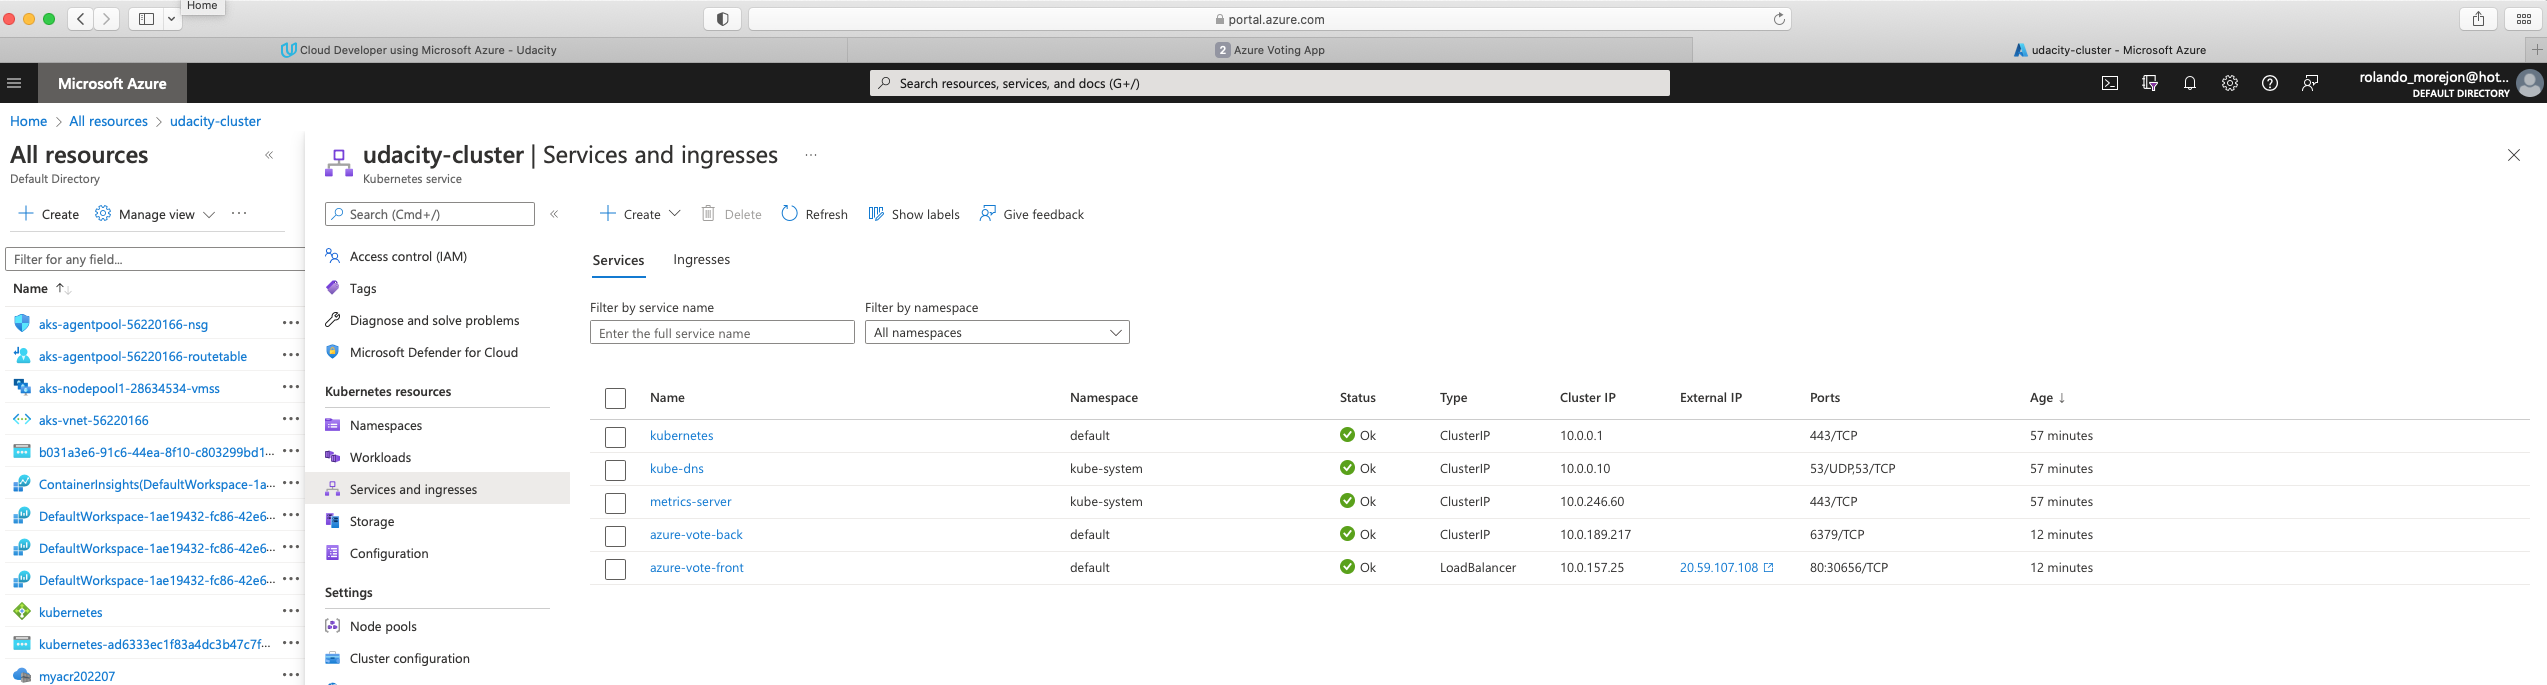 Home
portal.azure.com
Cloud Developer using Microsoft Azure - Udacity
2 Azure Voting App
udacity-cluster - Microsoft Azure
Microsoft Azure
Search resources, services, and docs (G+/)
rolando_morejon@hot...
DEFAULT DIRECTORY
Home > All resources > udacity-cluster
All resources
Default Directory
Create
Manage view
Filter for any field...
Name
aks-agentpool-56220166-nsg
aks-agentpool-56220166-routetable
aks-nodepool1-28634534-vmss
aks-vnet-56220166
b031a3e6-91c6-44ea-8f10-c803299bd1...
ContainerInsights(DefaultWorkspace-1a...
DefaultWorkspace-1ae19432-fc86-42e6...
DefaultWorkspace-1ae19432-fc86-42e6...
DefaultWorkspace-1ae19432-fc86-42e6...
kubernetes
kubernetes-ad6333ec1f83a4dc3b47c7f...
myacr202207
udacity-cluster | Services and ingresses ...
Kubernetes service
Search (Cmd+/)
Access control (IAM)
Tags
Diagnose and solve problems
Microsoft Defender for Cloud
Kubernetes resources
Namespaces
Workloads
Services and ingresses
Storage
Configuration
Settings
Node pools
Cluster configuration
Create Delete Refresh Show labels Give feedback
Services Ingresses
Filter by service name Filter by namespace
Enter the full service name All namespaces
Name Namespace Status Type Cluster IP External IP Ports Age ↓
kubernetes default Ok ClusterIP 10.0.0.1 443/TCP 57 minutes
kube-dns kube-system Ok ClusterIP 10.0.0.10 53/UDP,53/TCP 57 minutes
metrics-server kube-system Ok ClusterIP 10.0.246.60 443/TCP 57 minutes
azure-vote-back default Ok ClusterIP 10.0.189.217 6379/TCP 12 minutes
azure-vote-front default Ok LoadBalancer 10.0.157.25 20.59.107.108 80:30656/TCP 12 minutes